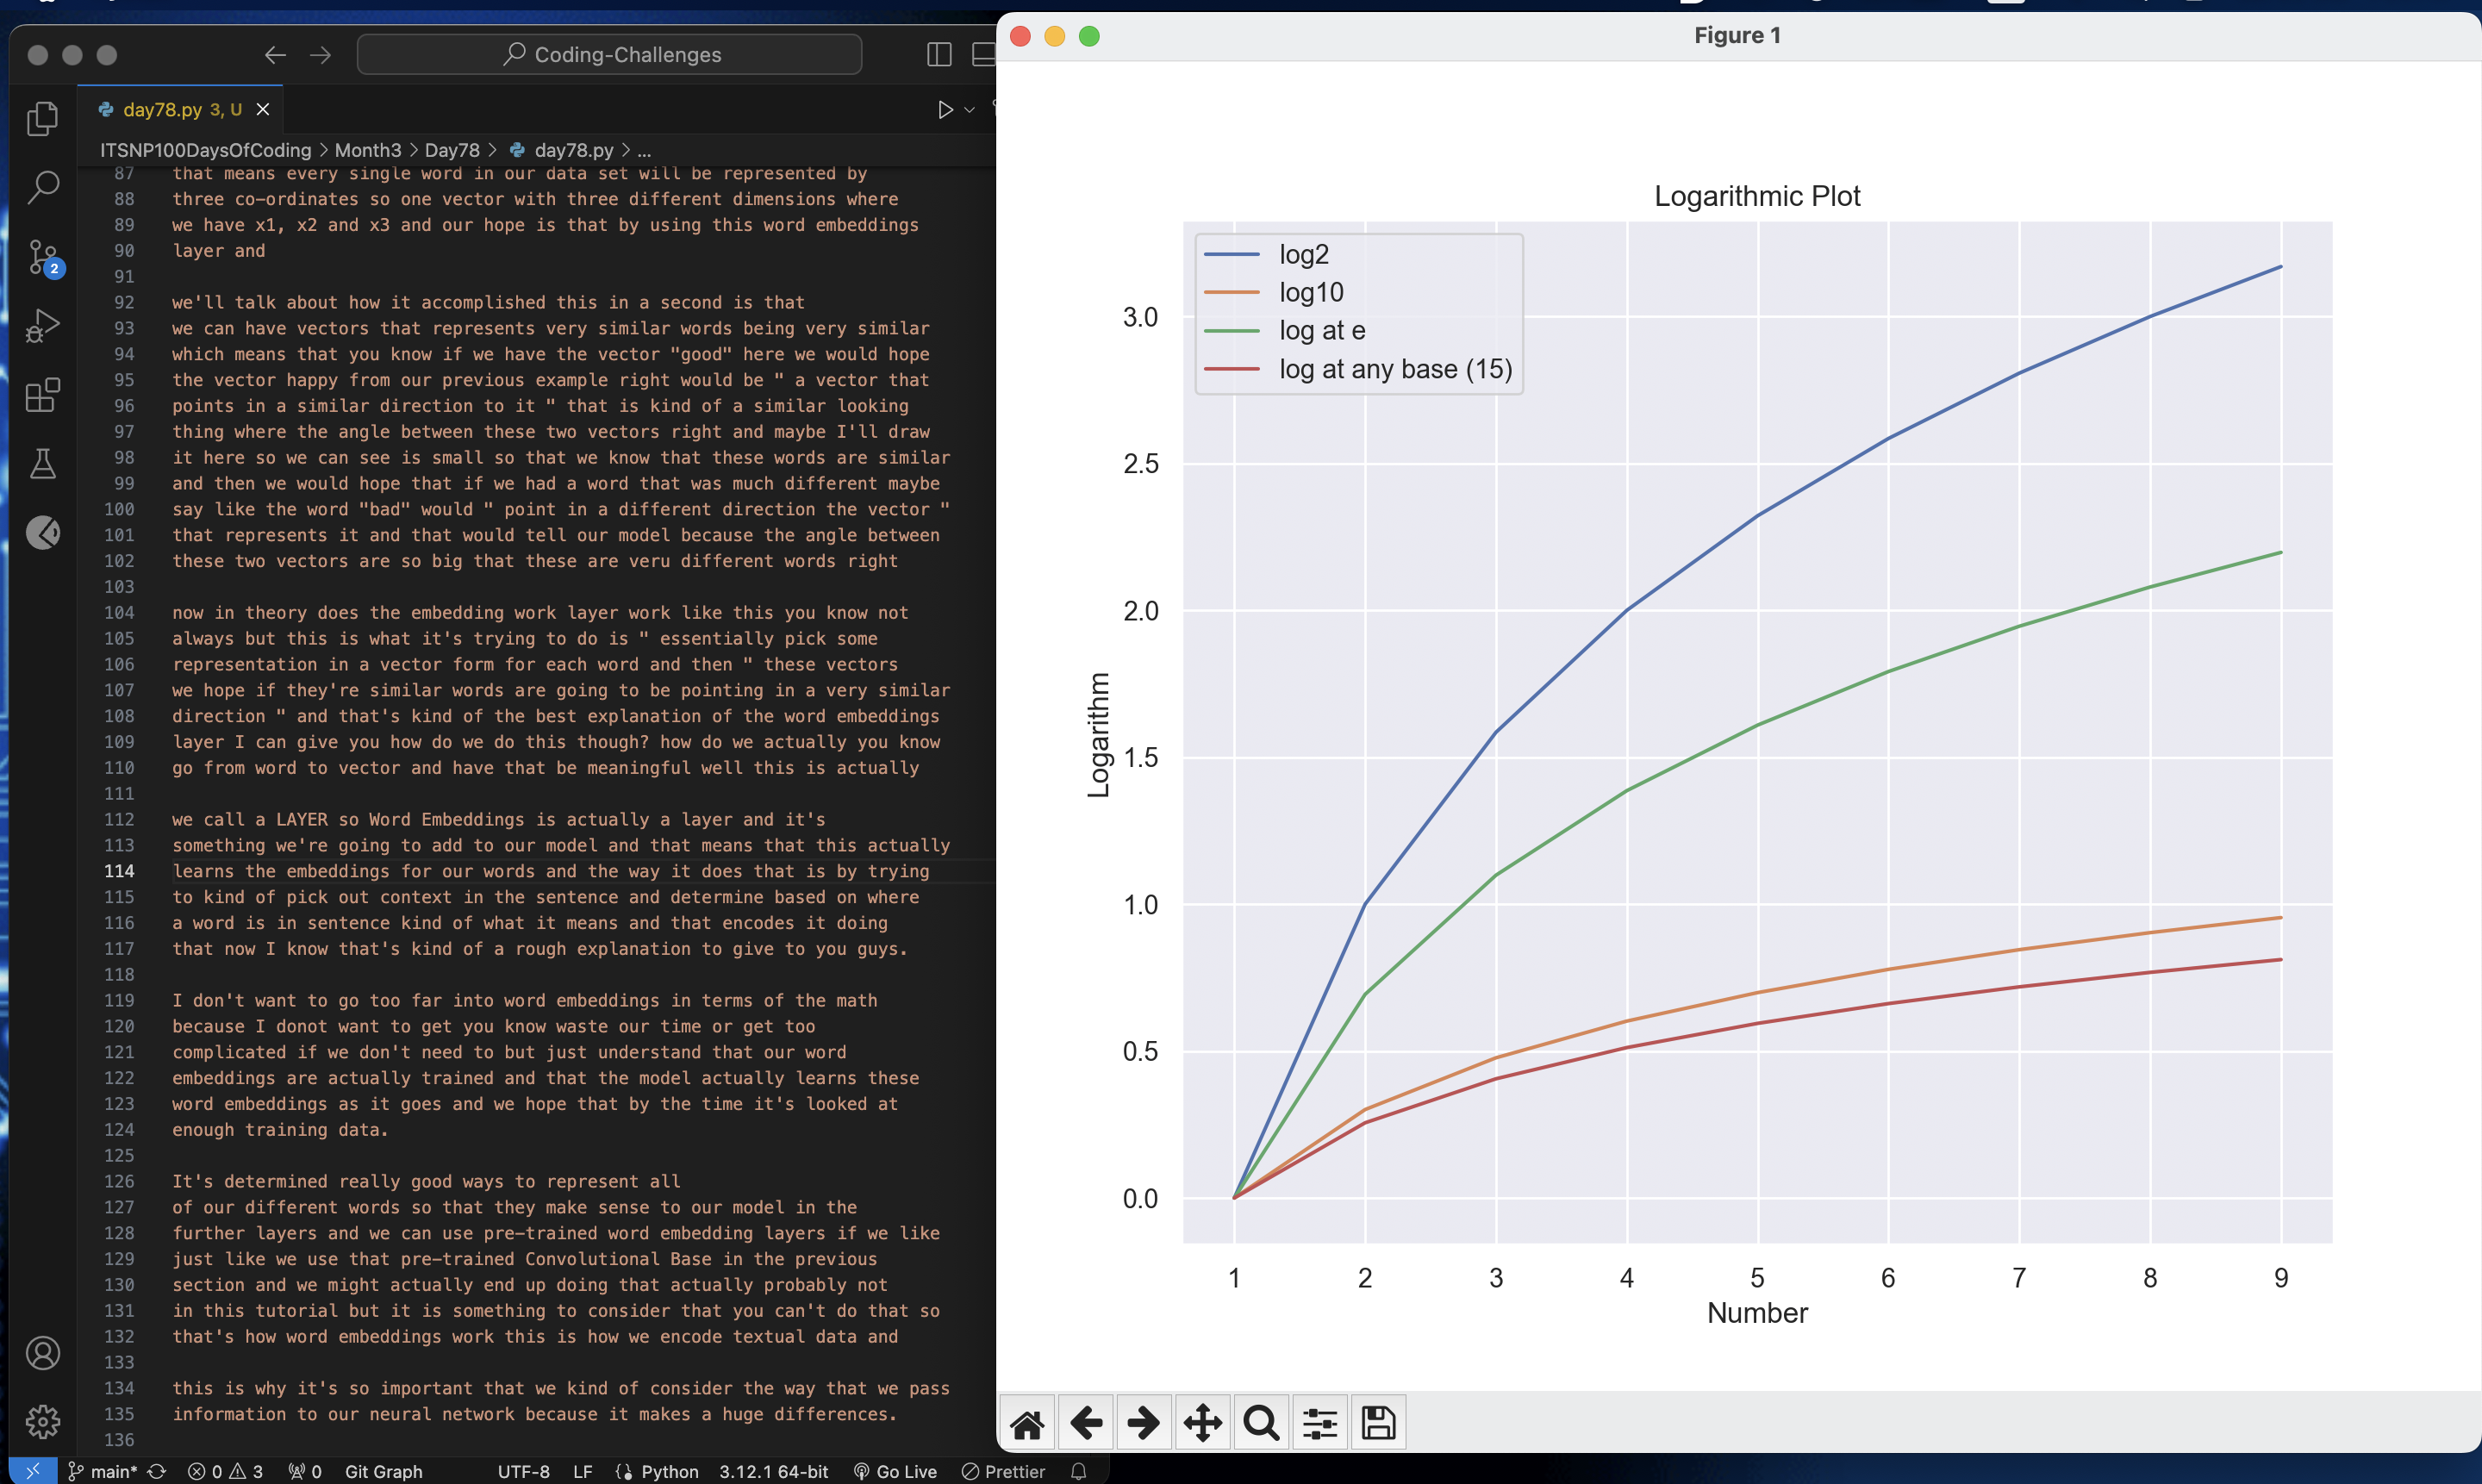 Coding-Challenges
day78.py 3, U
ITSNP100DaysOfCoding > Month3 > Day78 > day78.py > ...
87 that means every single word in our data set will be represented by
88 three co-ordinates so one vector with three different dimensions where
89 we have x1, x2 and x3 and our hope is that by using this word embeddings
90 layer and
91
92 we'll talk about how it accomplished this in a second is that
93 we can have vectors that represents very similar words being very similar
94 which means that you know if we have the vector "good" here we would hope
95 the vector happy from our previous example right would be " a vector that
96 points in a similar direction to it " that is kind of a similar looking
97 thing where the angle between these two vectors right and maybe I'll draw
98 it here so we can see is small so that we know that these words are similar
99 and then we would hope that if we had a word that was much different maybe
100 say like the word "bad" would " point in a different direction the vector "
101 that represents it and that would tell our model because the angle between
102 these two vectors are so big that these are veru different words right
103
104 now in theory does the embedding work layer work like this you know not
105 always but this is what it's trying to do is " essentially pick some
106 representation in a vector form for each word and then " these vectors
107 we hope if they're similar words are going to be pointing in a very similar
108 direction " and that's kind of the best explanation of the word embeddings
109 layer I can give you how do we do this though? how do we actually you know
110 go from word to vector and have that be meaningful well this is actually
111
112 we call a LAYER so Word Embeddings is actually a layer and it's
113 something we're going to add to our model and that means that this actually
114 learns the embeddings for our words and the way it does that is by trying
115 to kind of pick out context in the sentence and determine based on where
116 a word is in sentence kind of what it means and that encodes it doing
117 that now I know that's kind of a rough explanation to give to you guys.
118
119 I don't want to go too far into word embeddings in terms of the math
120 because I donot want to get you know waste our time or get too
121 complicated if we don't need to but just understand that our word
122 embeddings are actually trained and that the model actually learns these
123 word embeddings as it goes and we hope that by the time it's looked at
124 enough training data.
125
126 It's determined really good ways to represent all
127 of our different words so that they make sense to our model in the
128 further layers and we can use pre-trained word embedding layers if we like
129 just like we use that pre-trained Convolutional Base in the previous
130 section and we might actually end up doing that actually probably not
131 in this tutorial but it is something to consider that you can't do that so
132 that's how word embeddings work this is how we encode textual data and
133
134 this is why it's so important that we kind of consider the way that we pass
135 information to our neural network because it makes a huge differences.
136
2
main* 0 3 0 Git Graph UTF-8 LF Python 3.12.1 64-bit Go Live Prettier
Figure 1
Logarithmic Plot
log2
log10
log at e
log at any base (15)
3.0
2.5
2.0
1.5
1.0
0.5
0.0
Logarithm
1 2 3 4 5 6 7 8 9
Number